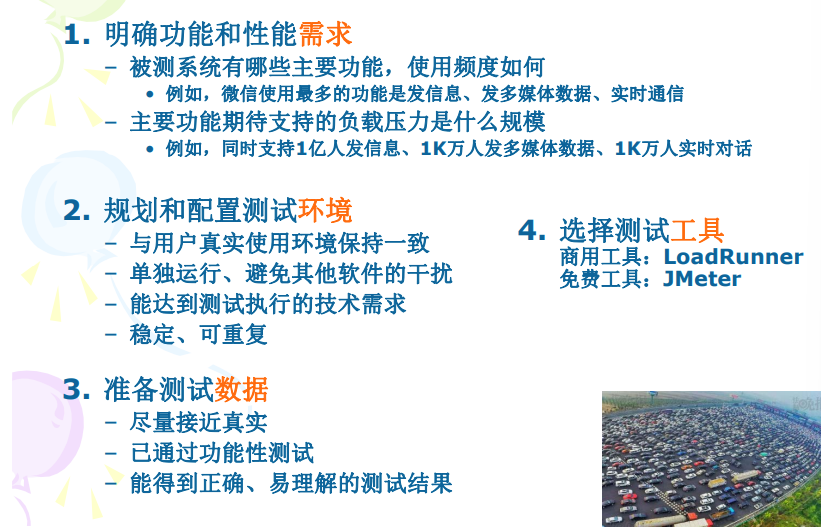 1. 明确功能和性能需求
– 被测系统有哪些主要功能，使用频度如何
• 例如，微信使用最多的功能是发信息、发多媒体数据、实时通信
– 主要功能期待支持的负载压力是什么规模
• 例如，同时支持1亿人发信息、1K万人发多媒体数据、1K万人实时对话
2. 规划和配置测试环境
– 与用户真实使用环境保持一致
– 单独运行、避免其他软件的干扰
– 能达到测试执行的技术需求
– 稳定、可重复
3. 准备测试数据
– 尽量接近真实
– 已通过功能性测试
– 能得到正确、易理解的测试结果
4. 选择测试工具
商用工具：LoadRunner
免费工具：JMeter